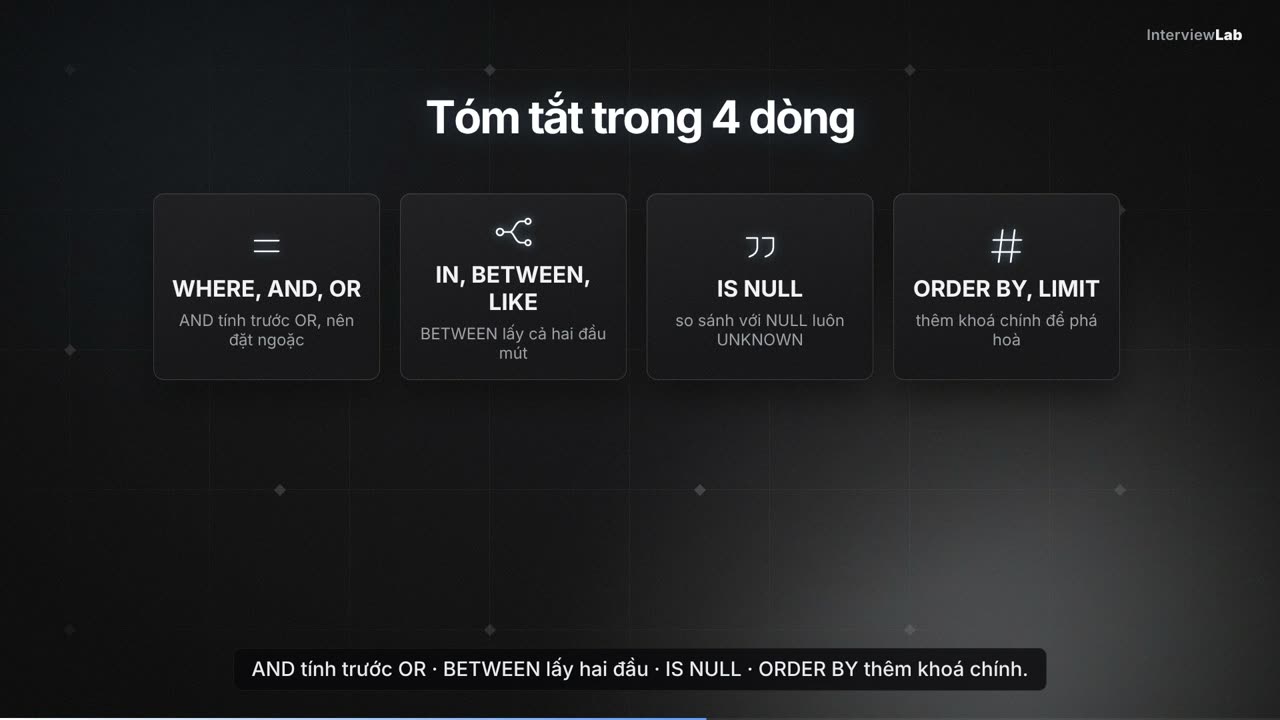 InterviewLab
Tóm tắt trong 4 dòng
WHERE, AND, OR
AND tính trước OR, nên
đặt ngoặc
IN, BETWEEN,
LIKE
BETWEEN lấy cả hai đầu
mút
IS NULL
so sánh với NULL luôn
UNKNOWN
ORDER BY, LIMIT
thêm khoá chính để phá
hoà
AND tính trước OR · BETWEEN lấy hai đầu · IS NULL · ORDER BY thêm khoá chính.